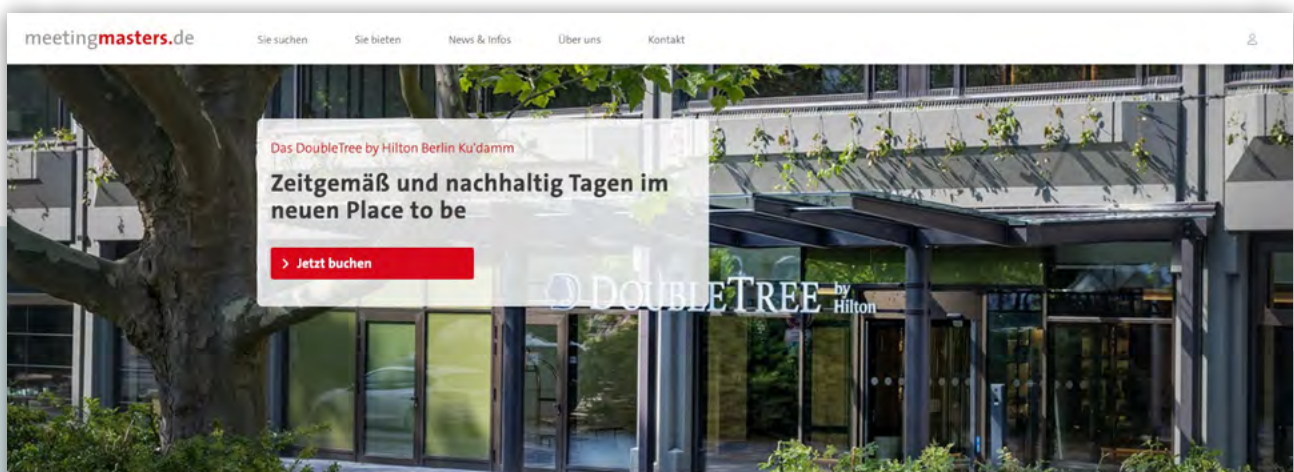 meetingmasters.de
Sie suchen Sie bieten News & Infos Über uns Kontakt
Das DoubleTree by Hilton Berlin Ku'damm
Zeitgemäß und nachhaltig Tagen im
neuen Place to be
> Jetzt buchen
DOUBLETREE by Hilton